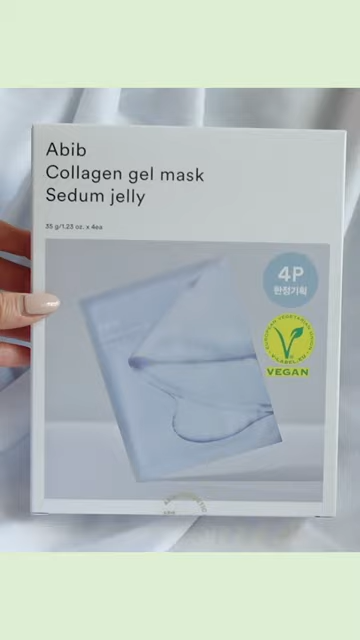 Abib
Collagen gel mask
Sedum jelly
35 g/1.23 oz. x 4ea
4P
한정기획
VEGAN